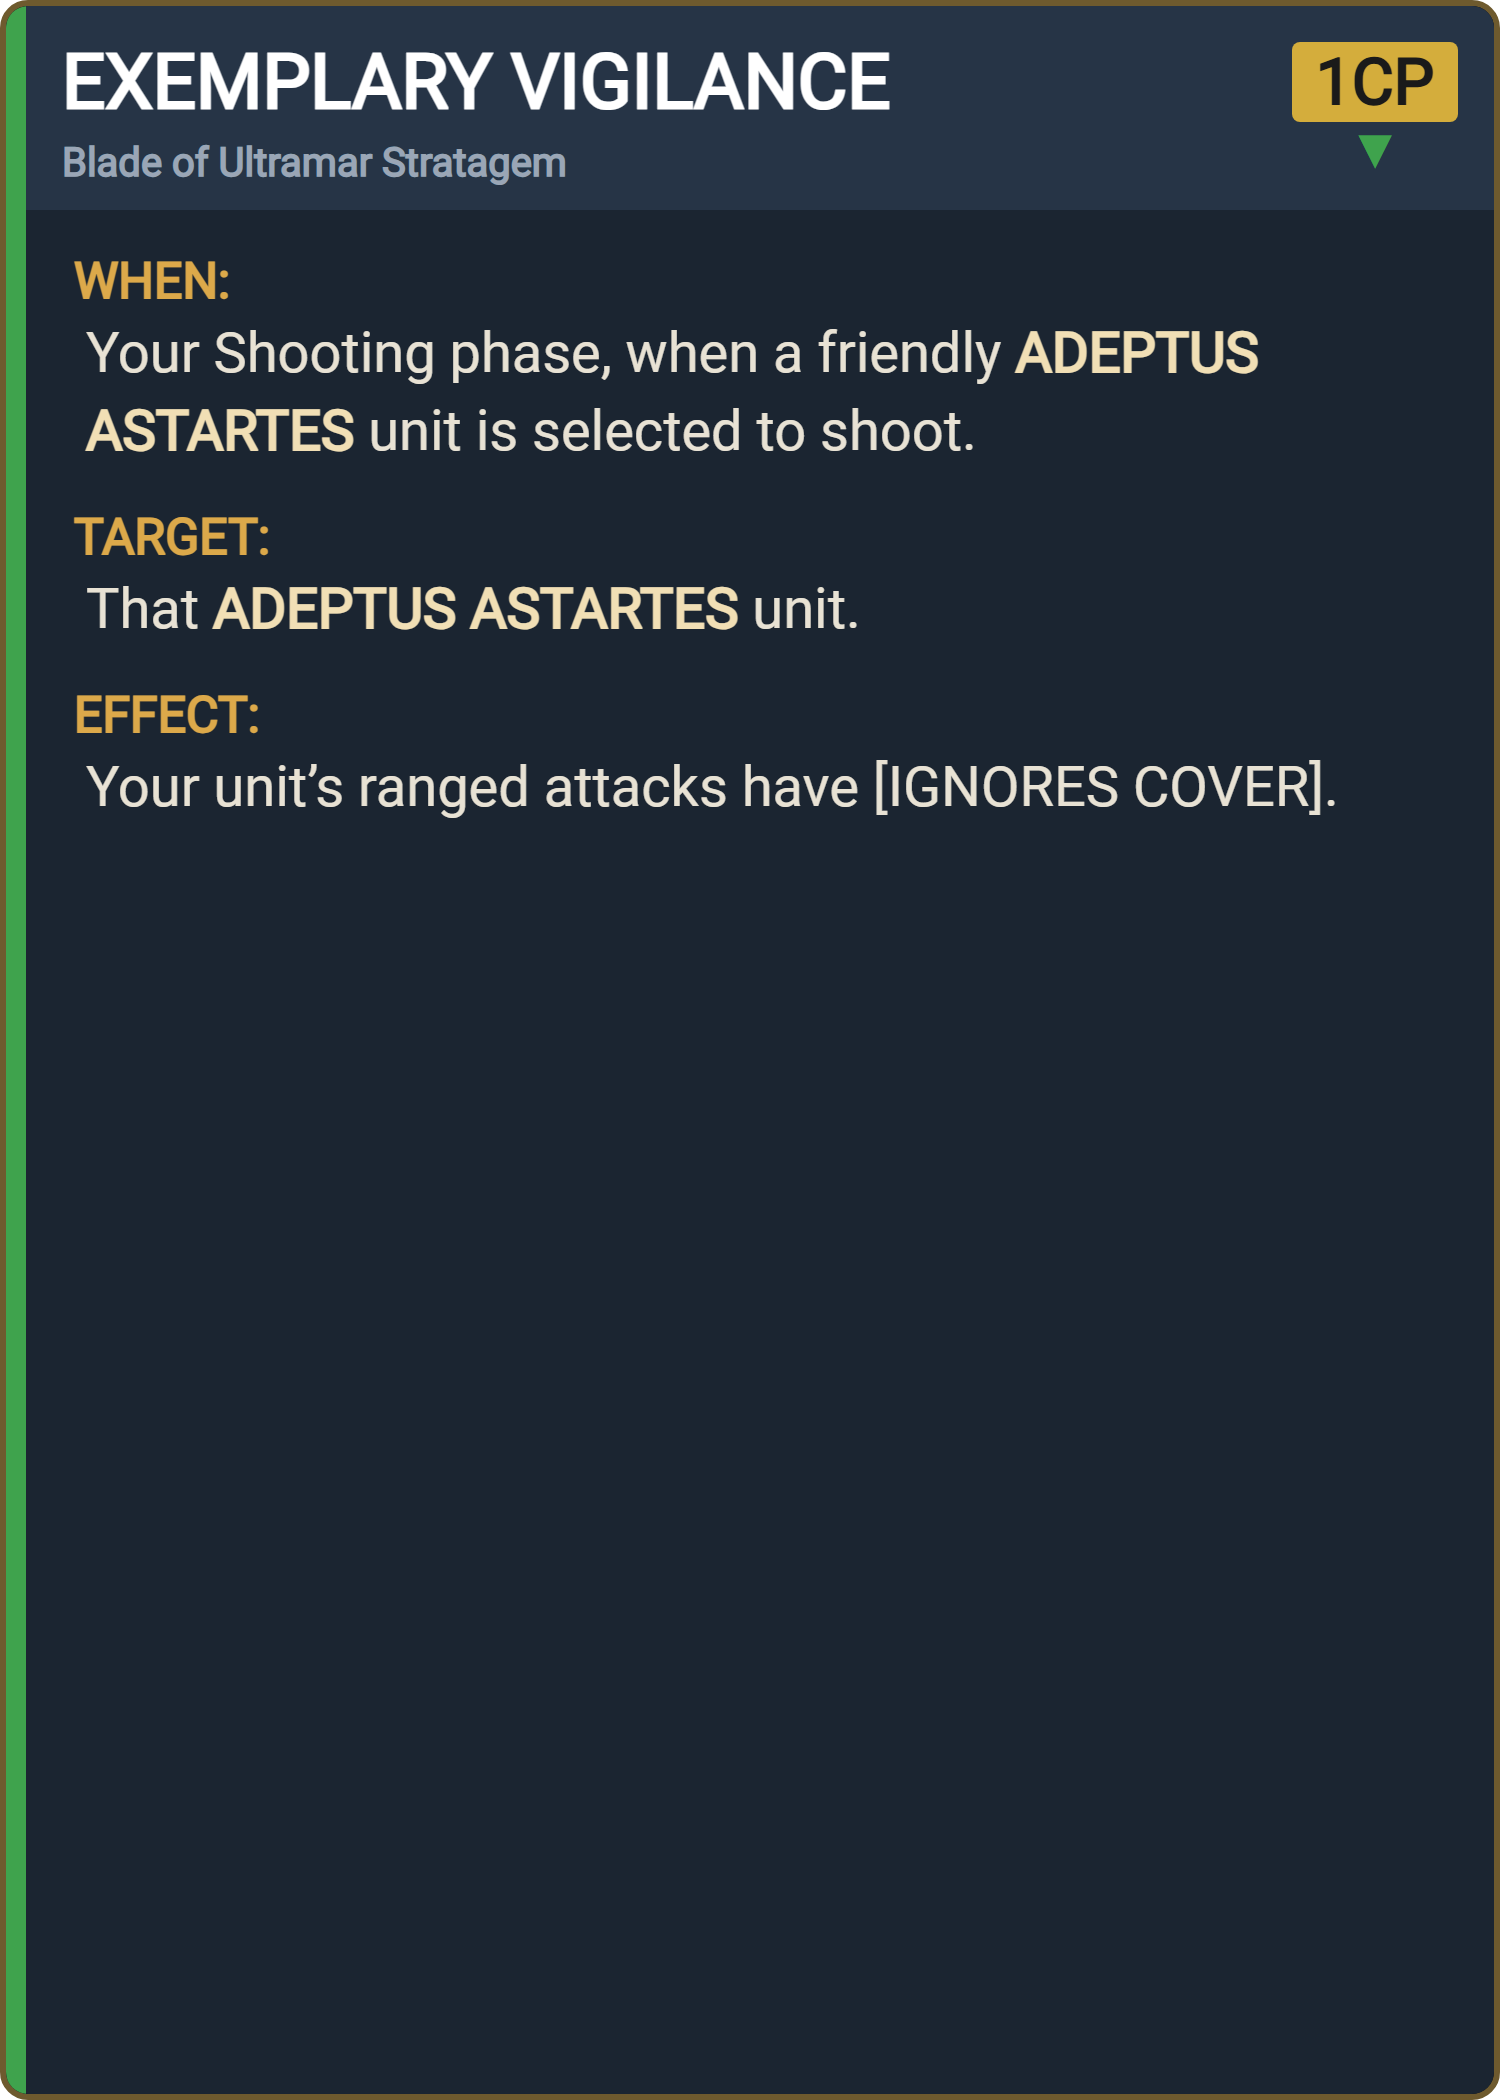 EXEMPLARY VIGILANCE
1CP
Blade of Ultramar Stratagem
WHEN:
Your Shooting phase, when a friendly ADEPTUS
ASTARTES unit is selected to shoot.
TARGET:
That ADEPTUS ASTARTES unit.
EFFECT:
Your unit’s ranged attacks have [IGNORES COVER].